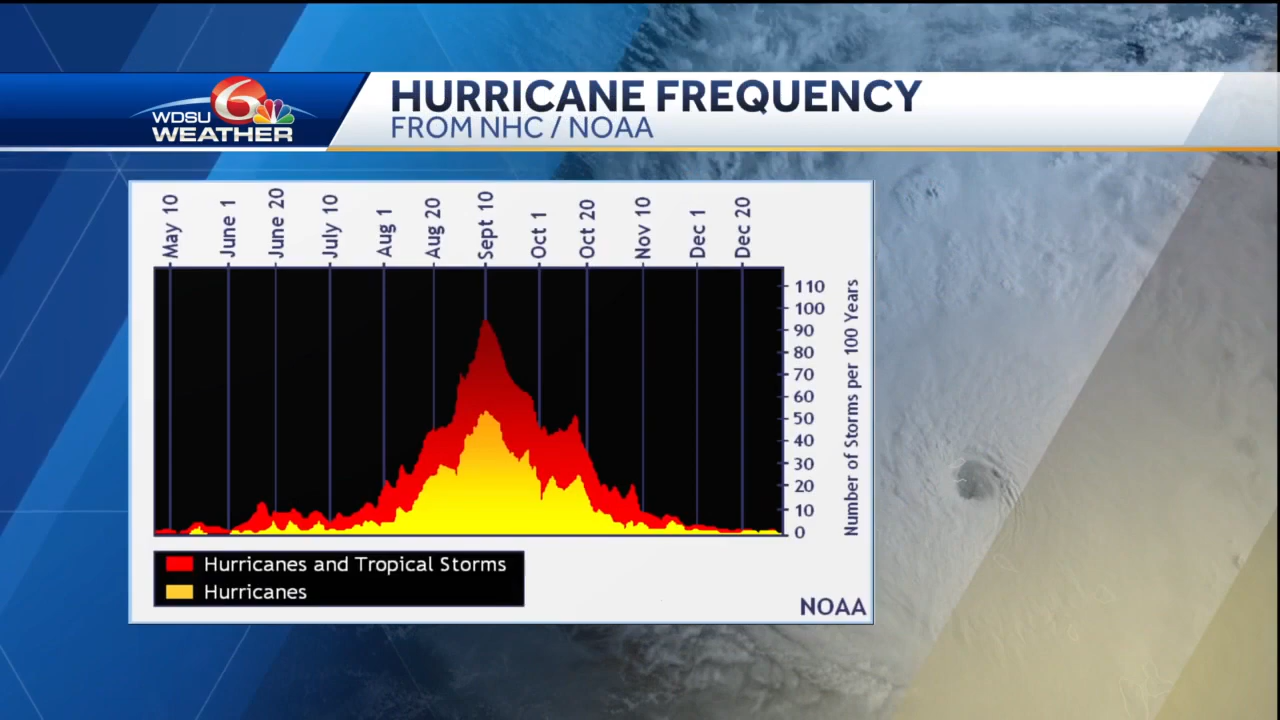 HURRICANE FREQUENCY
FROM NHC / NOAA
6
WDSU
WEATHER
May 10
June 1
June 20
July 10
Aug 1
Aug 20
Sept 10
Oct 1
Oct 20
Nov 10
Dec 1
Dec 20
110
100
90
80
70
60
50
40
30
20
10
0
Number of Storms per 100 Years
Hurricanes and Tropical Storms
Hurricanes
NOAA